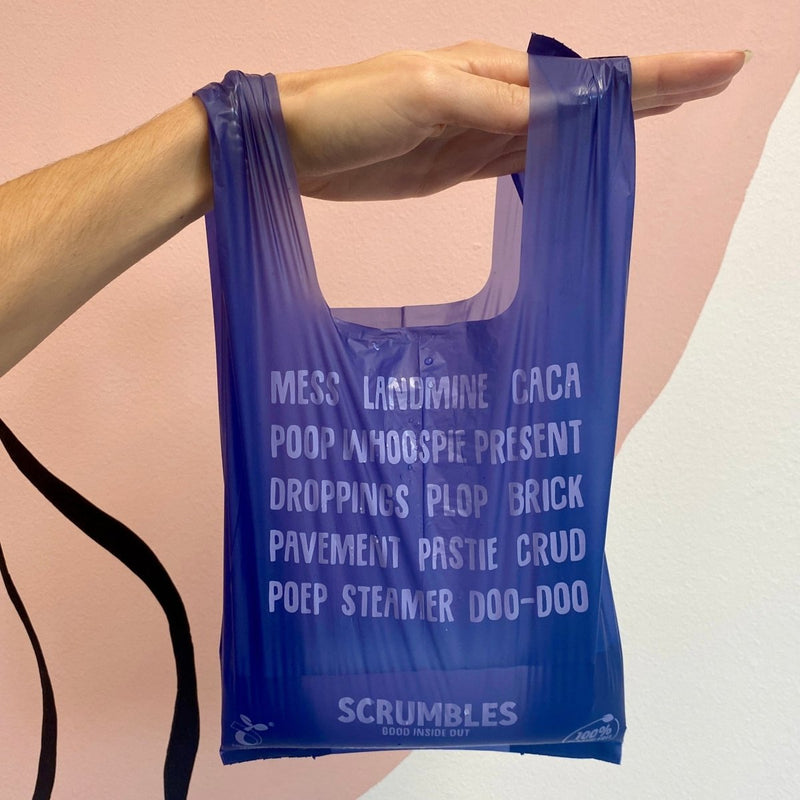 MESS LANDMINE CACA
POOP WHOOSPIE PRESENT
DROPPINGS PLOP BRICK
PAVEMENT PASTIE CRUD
POEP STEAMER DOO-DOO
SCRUMBLES
GOOD INSIDE OUT
100%